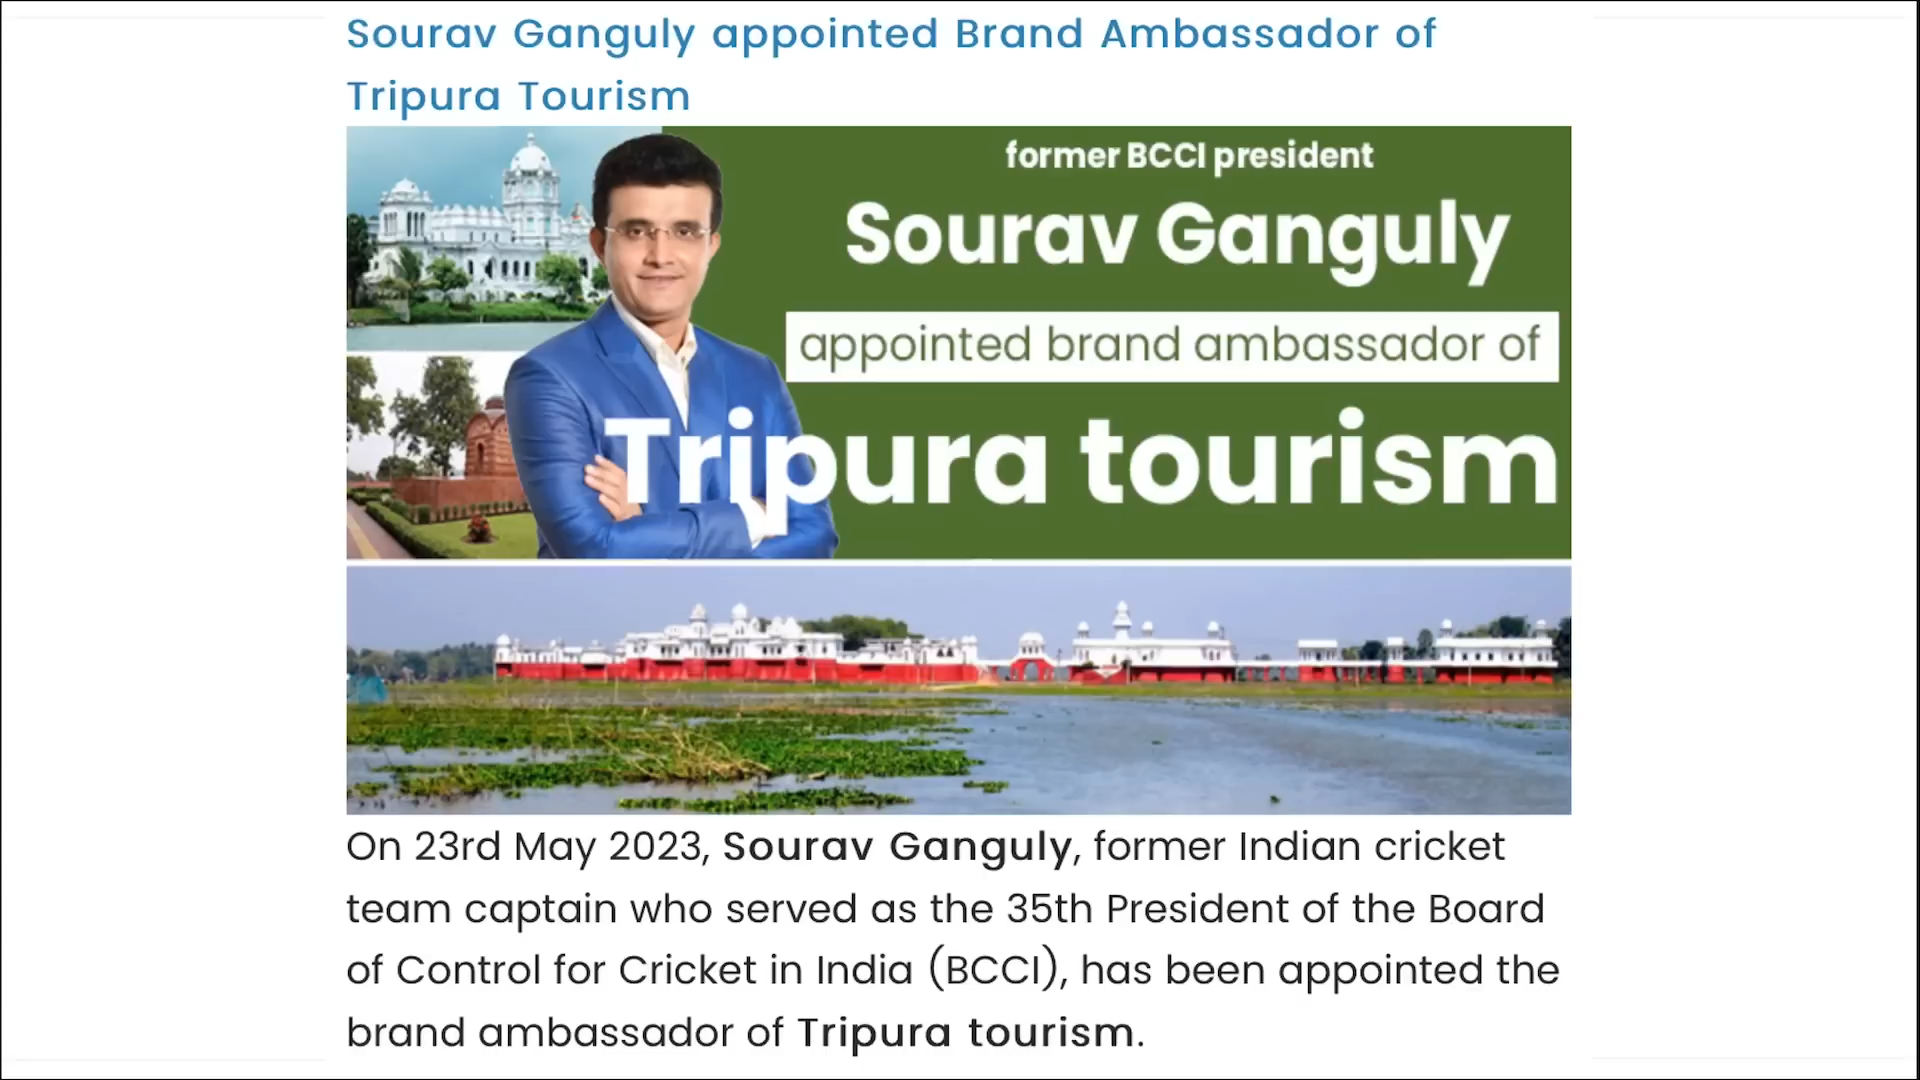 Sourav Ganguly appointed Brand Ambassador of
Tripura Tourism
former BCCI president
Sourav Ganguly
appointed brand ambassador of
Tripura tourism
On 23rd May 2023, Sourav Ganguly, former Indian cricket
team captain who served as the 35th President of the Board
of Control for Cricket in India (BCCI), has been appointed the
brand ambassador of Tripura tourism.